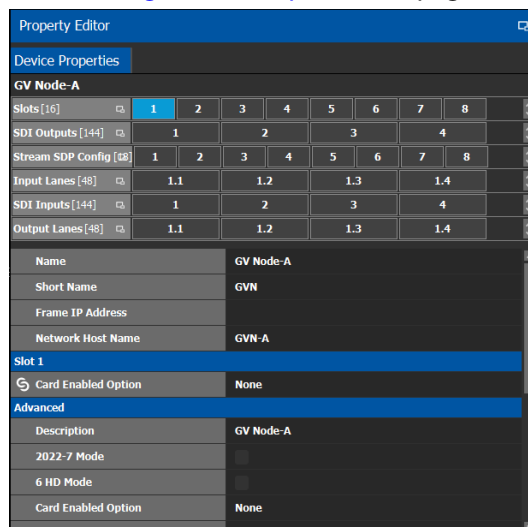 Property Editor
Device Properties
GV Node-A
Slots [16] 1 2 3 4 5 6 7 8
SDI Outputs [144] 1 2 3 4
Stream SDP Config 1 2 3 4 5 6 7 8
Input Lanes [48] 1.1 1.2 1.3 1.4
SDI Inputs [144] 1 2 3 4
Output Lanes [48] 1.1 1.2 1.3 1.4
Name GV Node-A
Short Name GVN
Frame IP Address
Network Host Name GVN-A
Slot 1
Card Enabled Option None
Advanced
Description GV Node-A
2022-7 Mode
6 HD Mode
Card Enabled Option None